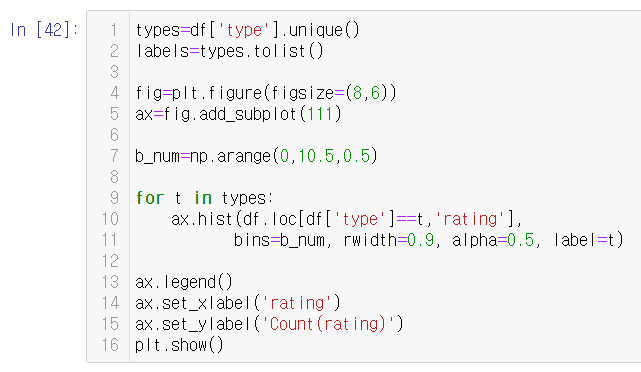 In [42]:
1 types=df['type'].unique()
2 labels=types.tolist()
3
4 fig=plt.figure(figsize=(8,6))
5 ax=fig.add_subplot(111)
6
7 b_num=np.arange(0,10.5,0.5)
8
9 for t in types:
10     ax.hist(df.loc[df['type']==t,'rating'],
11            bins=b_num, rwidth=0.9, alpha=0.5, label=t)
12
13 ax.legend()
14 ax.set_xlabel('rating')
15 ax.set_ylabel('Count(rating)')
16 plt.show()